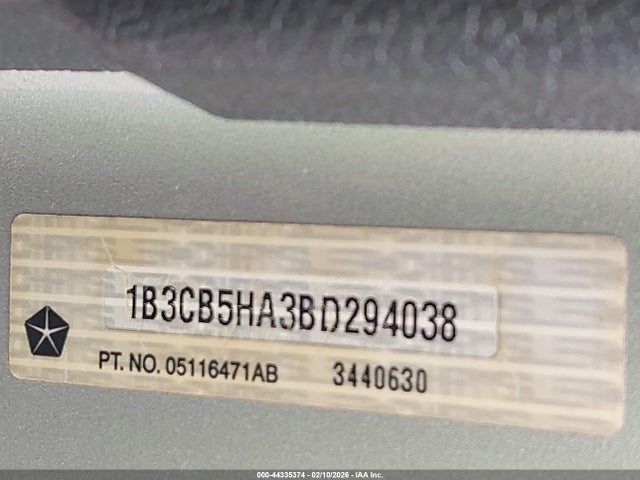 1B3CB5HA3BD294038
PT. NO. 05116471AB 3440630
000-44335374 - 02/10/2026 - IAA Inc.